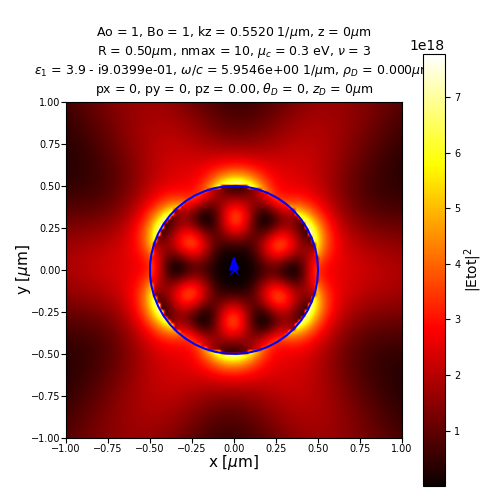 Ao = 1, Bo = 1, kz = 0.5520 1/μm, z = 0μm
R = 0.50μm, nmax = 10, μc = 0.3 eV, ν = 3
ε1 = 3.9 - i9.0399e-01, ω/c = 5.9546e+00 1/μm, ρD = 0.000μm
px = 0, py = 0, pz = 0.00, θD = 0, zD = 0μm
1e18
1.00
0.75
0.50
0.25
0.00
−0.25
−0.50
−0.75
−1.00
y [μm]
−1.00 −0.75 −0.50 −0.25 0.00 0.25 0.50 0.75 1.00
x [μm]
7
6
5
4
3
2
1
|Etot|²